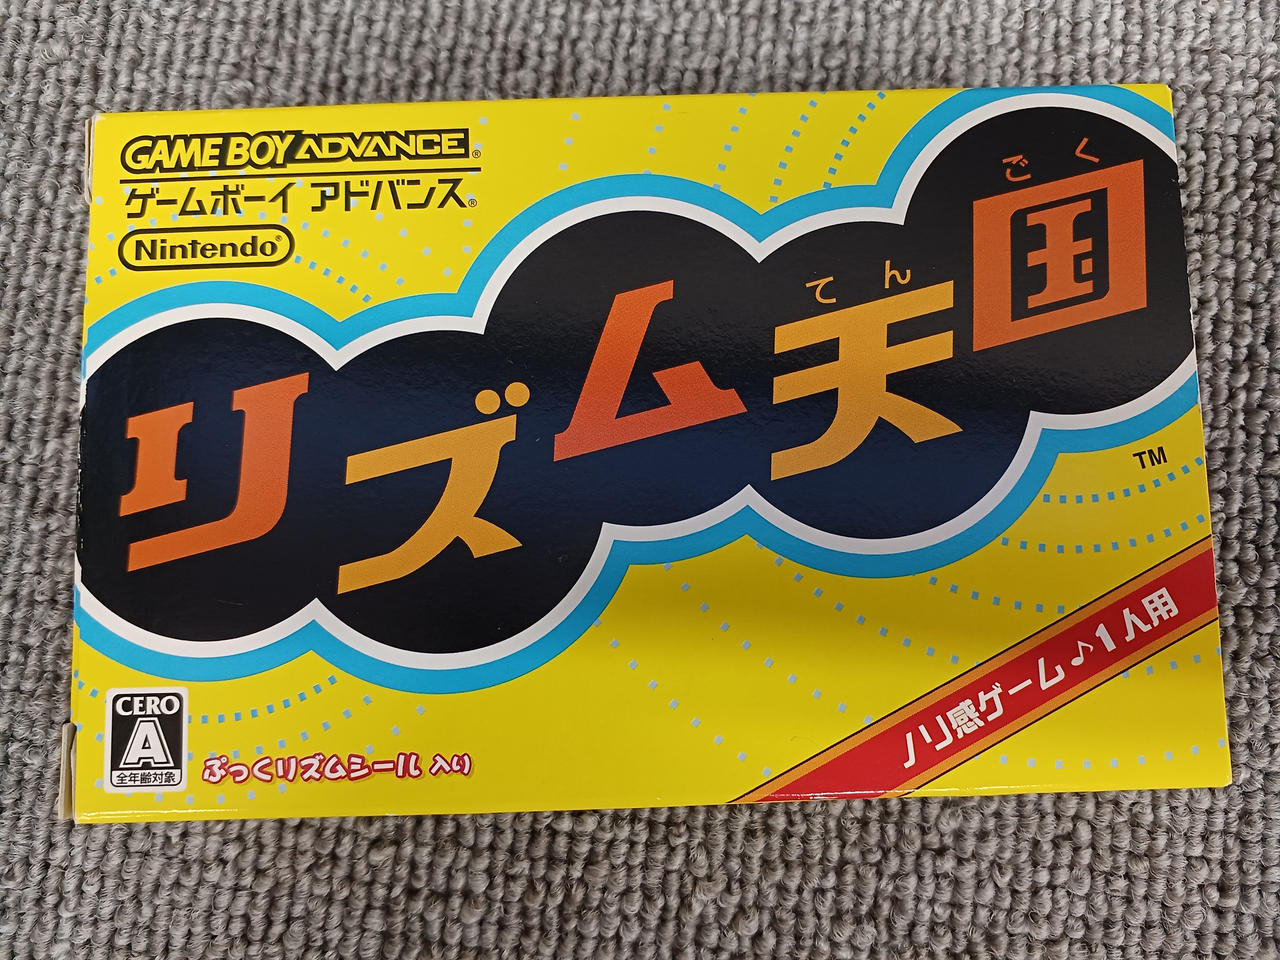 GAME BOY ADVANCE®
ゲームボーイ アドバンス®
Nintendo®
ごく
てん
リズム天国
TM
ノリ感ゲーム♪1人用
CERO
A
全年齢対象
ぷっくリズムシール 入り